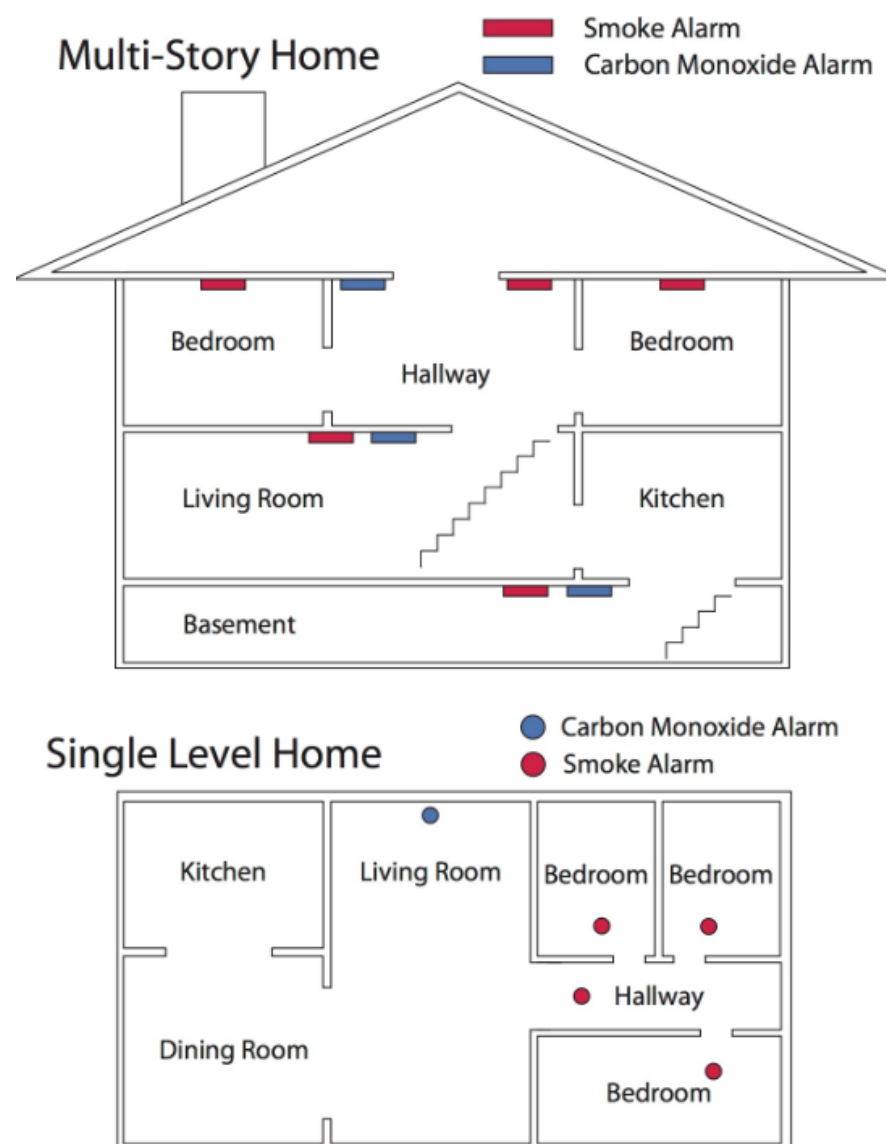 Multi-Story Home
Smoke Alarm
Carbon Monoxide Alarm
Bedroom
Hallway
Bedroom
Living Room
Kitchen
Basement
Single Level Home
Carbon Monoxide Alarm
Smoke Alarm
Kitchen
Living Room
Bedroom
Bedroom
Hallway
Dining Room
Bedroom